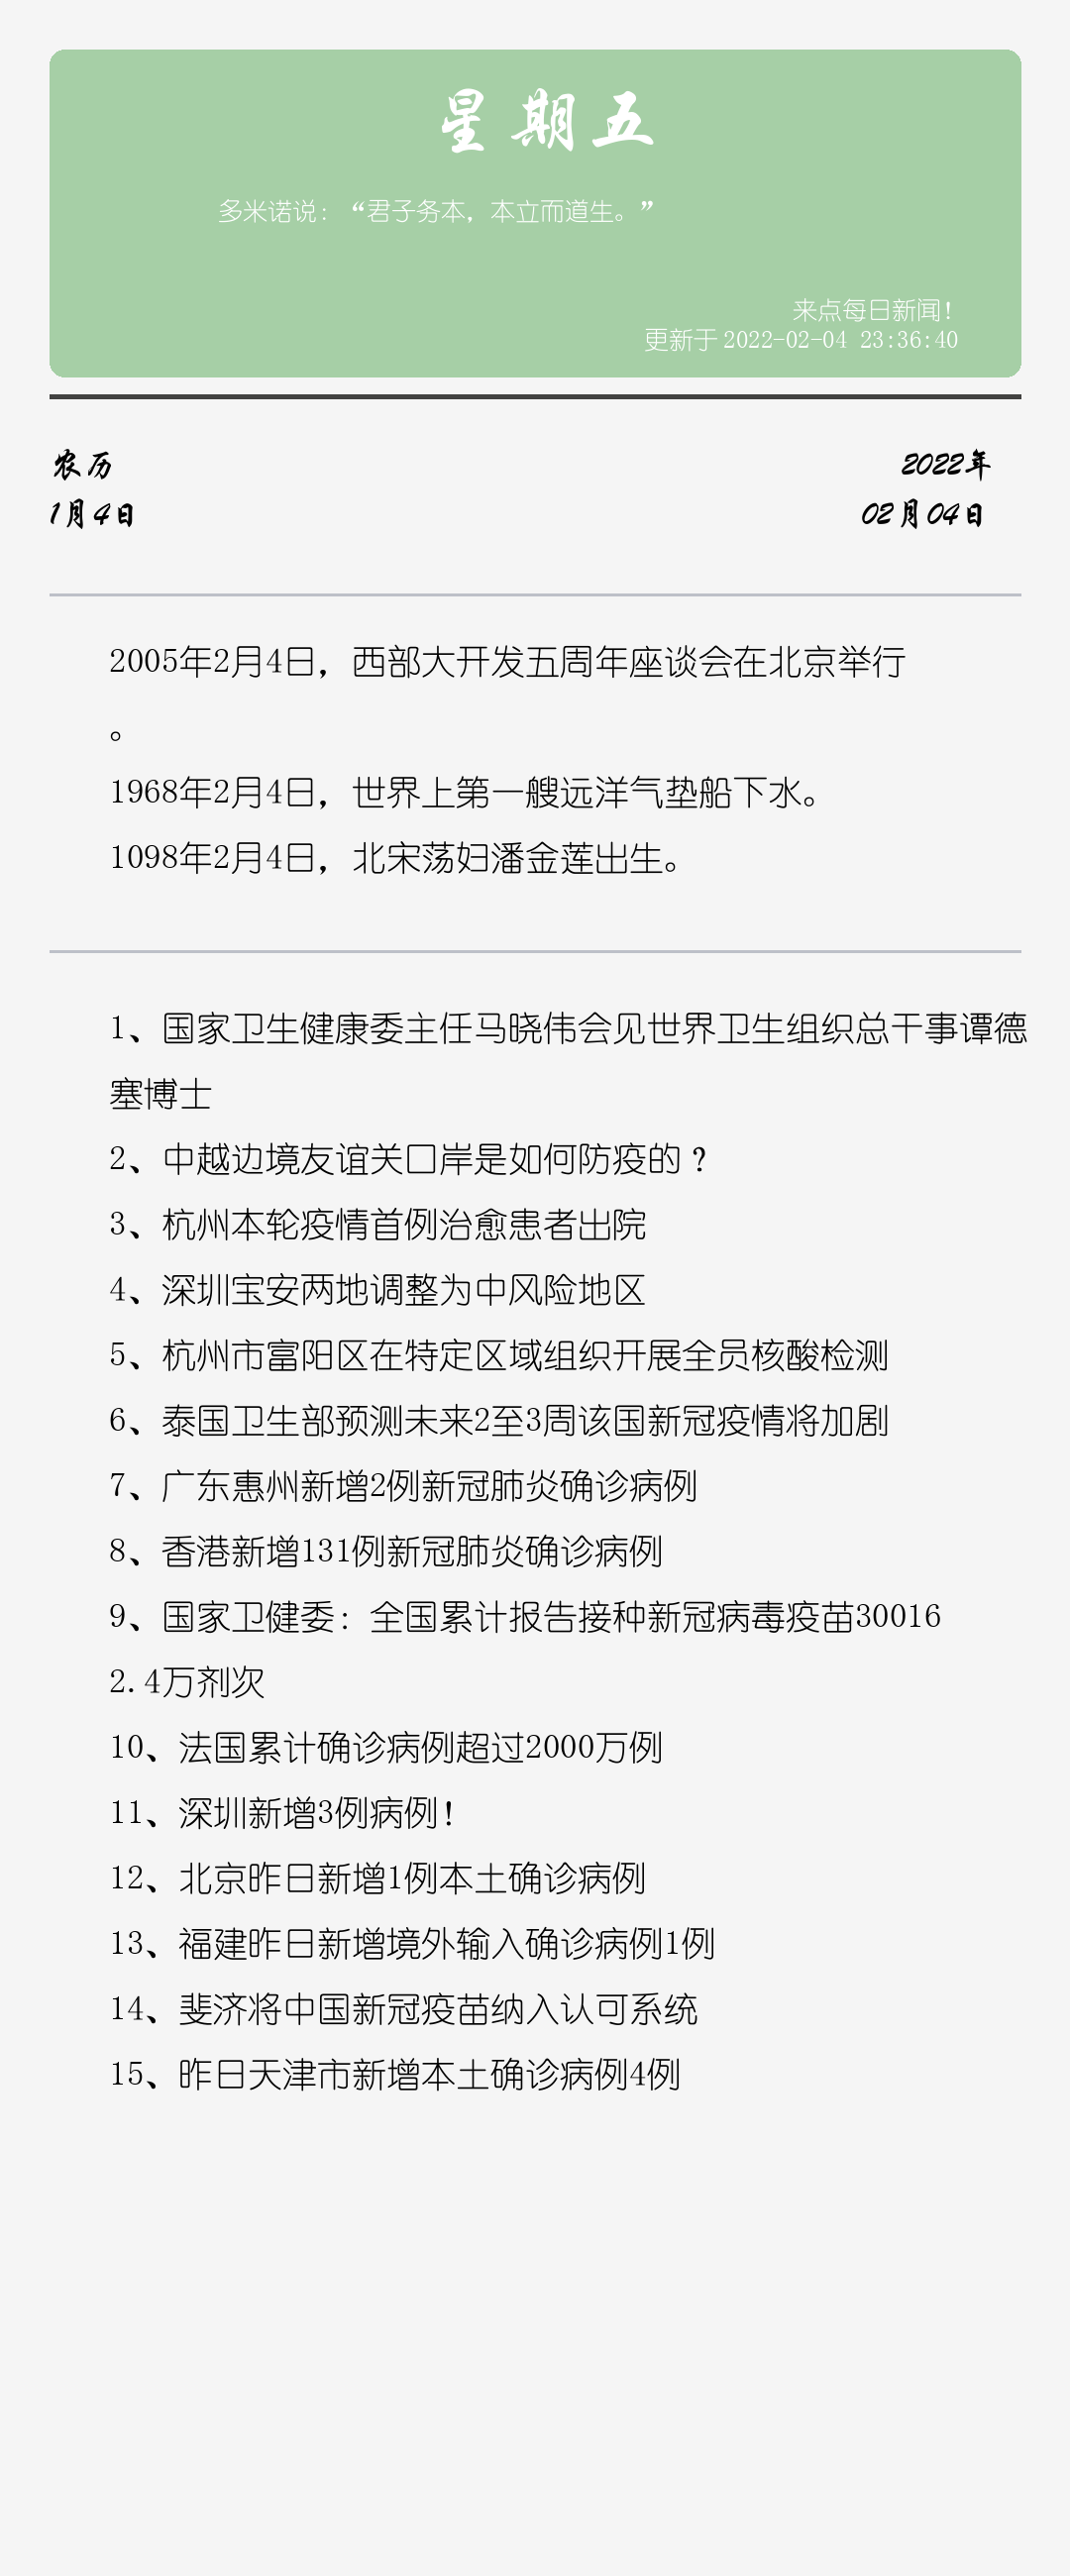 星期五
多米诺说：“君子务本，本立而道生。”
来点每日新闻！
更新于2022-02-04 23:36:40
农历
2022年
1月4日
02月04日
2005年2月4日，西部大开发五周年座谈会在北京举行
。
1968年2月4日，世界上第一艘远洋气垫船下水。
1098年2月4日，北宋荡妇潘金莲出生。
1、国家卫生健康委主任马晓伟会见世界卫生组织总干事谭德
塞博士
2、中越边境友谊关口岸是如何防疫的？
3、杭州本轮疫情首例治愈患者出院
4、深圳宝安两地调整为中风险地区
5、杭州市富阳区在特定区域组织开展全员核酸检测
6、泰国卫生部预测未来2至3周该国新冠疫情将加剧
7、广东惠州新增2例新冠肺炎确诊病例
8、香港新增131例新冠肺炎确诊病例
9、国家卫健委：全国累计报告接种新冠病毒疫苗30016
2.4万剂次
10、法国累计确诊病例超过2000万例
11、深圳新增3例病例！
12、北京昨日新增1例本土确诊病例
13、福建昨日新增境外输入确诊病例1例
14、斐济将中国新冠疫苗纳入认可系统
15、昨日天津市新增本土确诊病例4例